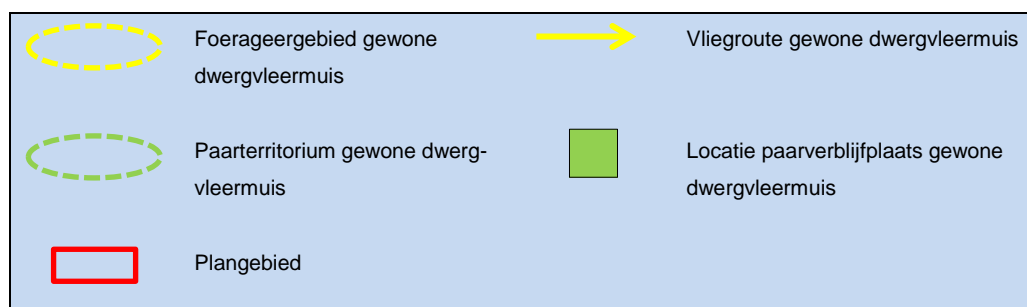 Foerageergebied gewone
dwergvleermuis
Vliegroute gewone dwergvleermuis
Paarterritorium gewone dwerg-
vleermuis
Locatie paarverblijfplaats gewone
dwergvleermuis
Plangebied